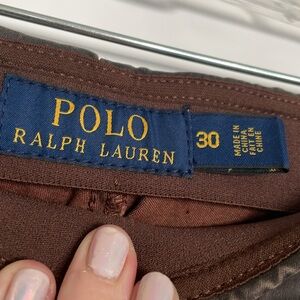 POLO
RALPH LAUREN
30
MADE IN
CHINA
FAIT EN
CHINE